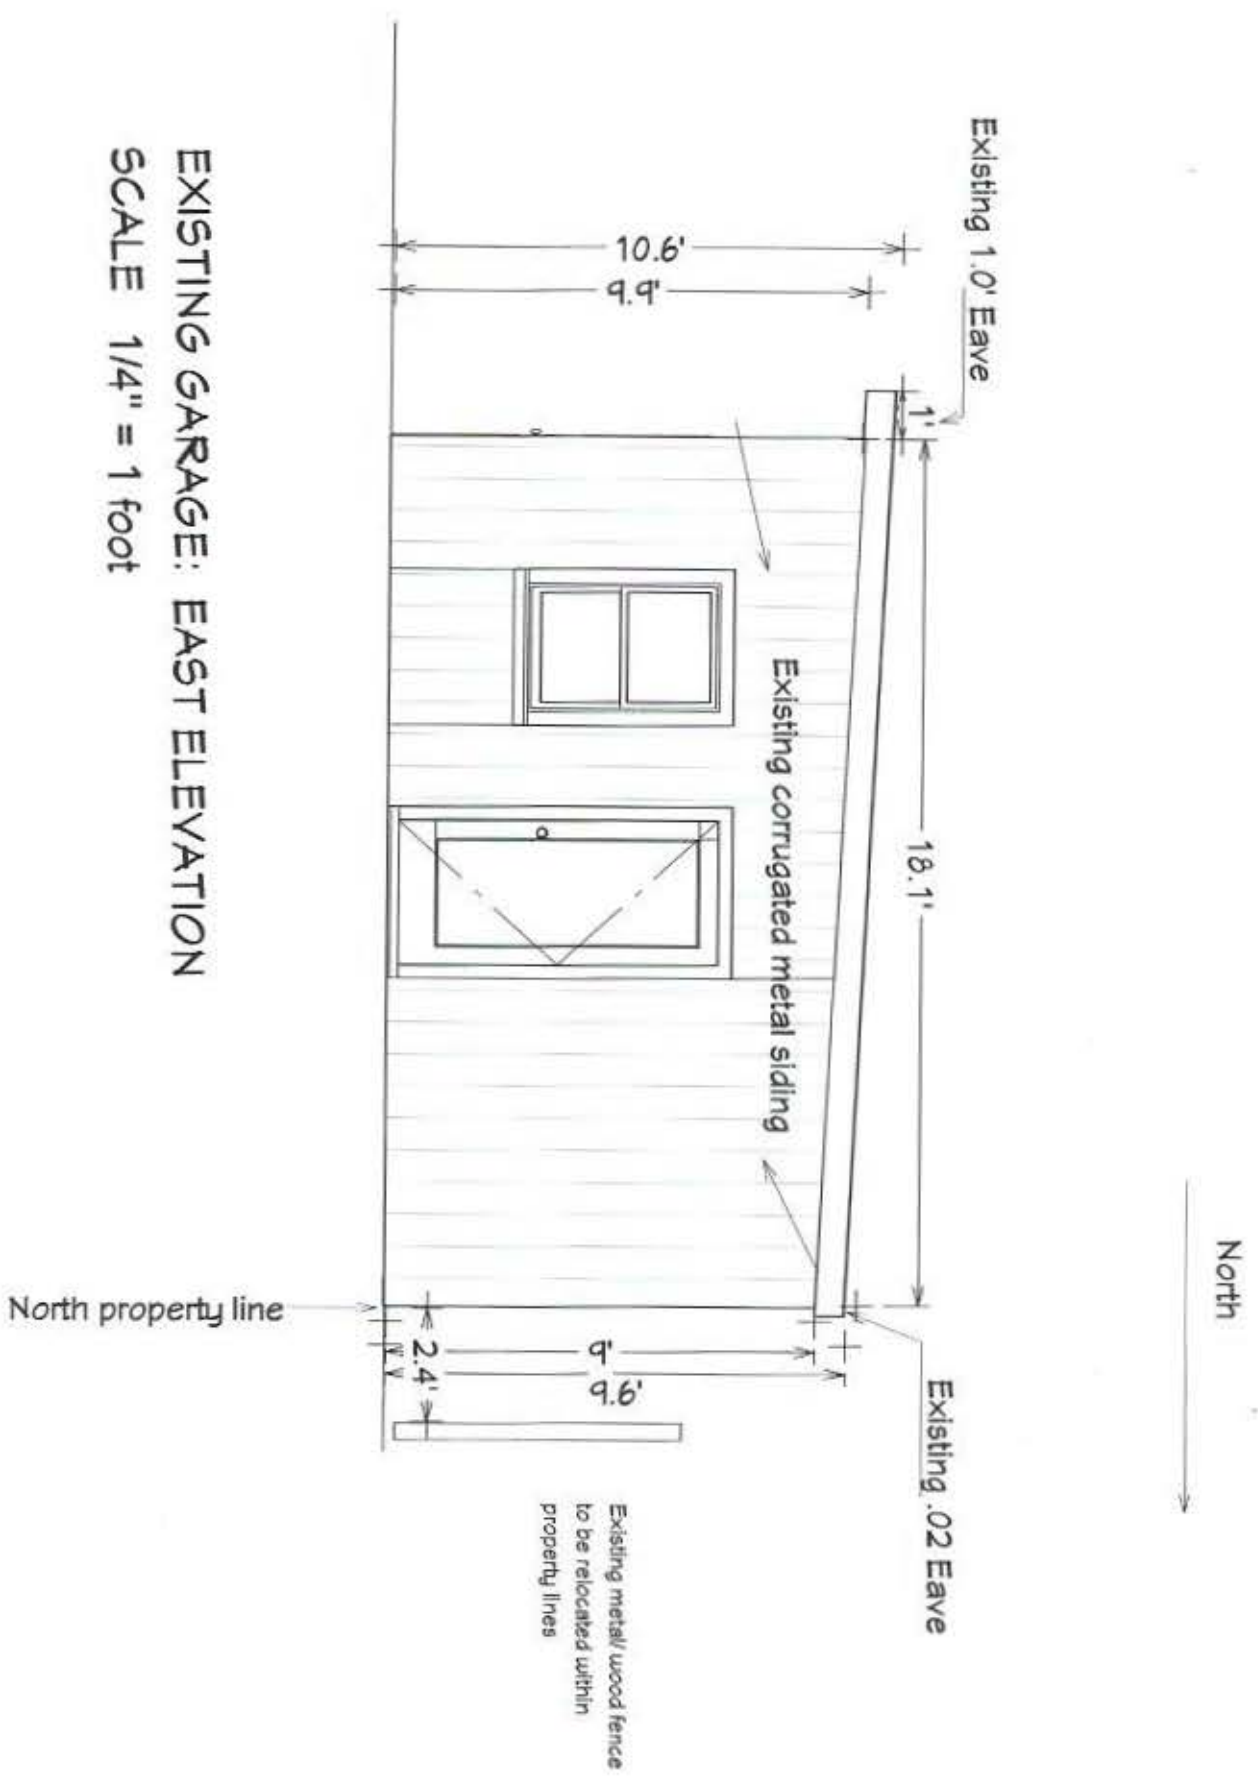 North
Existing 1.0' Eave
1'
18.1'
Existing .02 Eave
10.6'
9.9'
Existing corrugated metal siding
9'
9.6'
2.4'
Existing metal/ wood fence
to be relocated within
property lines
North property line
EXISTING GARAGE: EAST ELEVATION
SCALE 1/4" = 1 foot